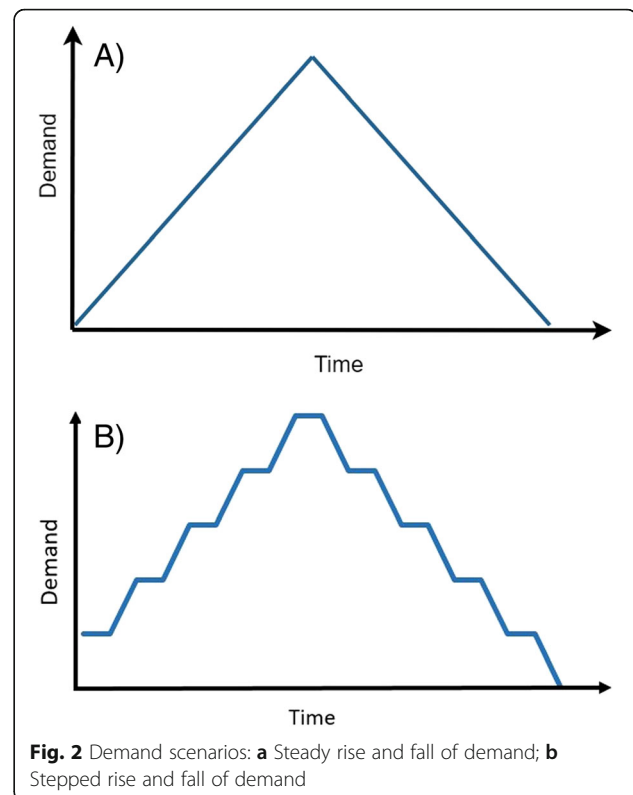 A)
Demand
Time
B)
Demand
Time
Fig. 2 Demand scenarios: a Steady rise and fall of demand; b
Stepped rise and fall of demand